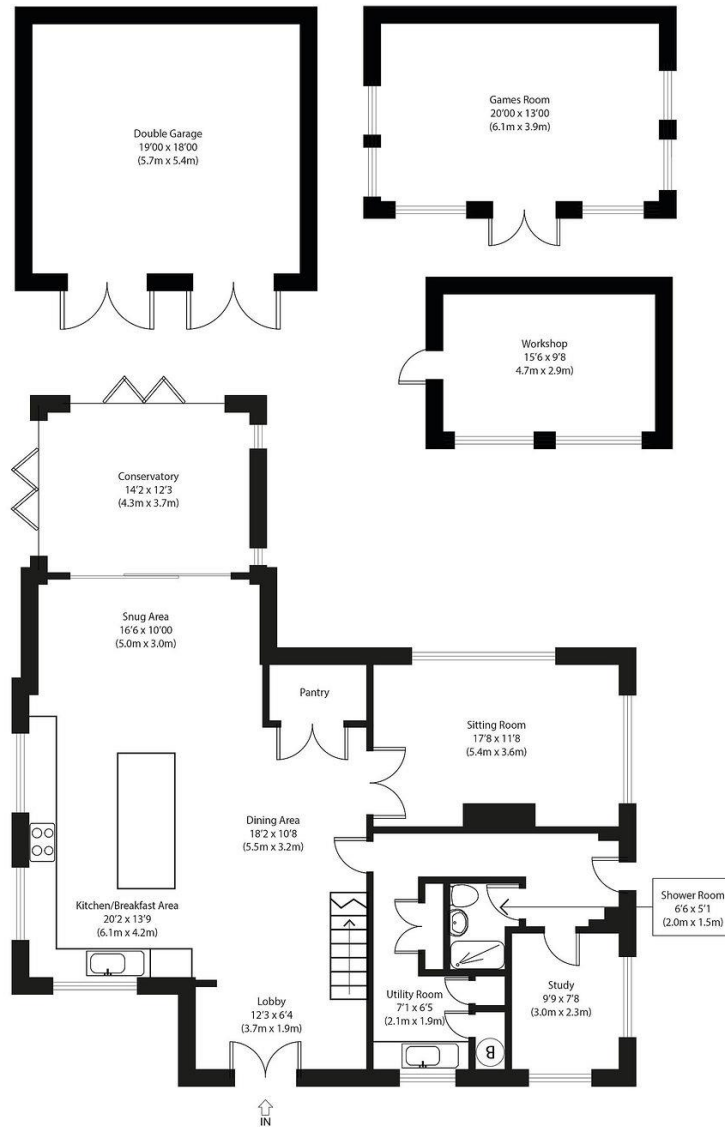 Double Garage
19'00 x 18'00
(5.7m x 5.4m)
Games Room
20'00 x 13'00
(6.1m x 3.9m)
Workshop
15'6 x 9'8
4.7m x 2.9m)
Conservatory
14'2 x 12'3
(4.3m x 3.7m)
Snug Area
16'6 x 10'00
(5.0m x 3.0m)
Pantry
Sitting Room
17'8 x 11'8
(5.4m x 3.6m)
Dining Area
18'2 x 10'8
(5.5m x 3.2m)
Kitchen/Breakfast Area
20'2 x 13'9
(6.1m x 4.2m)
Shower Room
6'6 x 5'1
(2.0m x 1.5m)
Lobby
12'3 x 6'4
(3.7m x 1.9m)
Utility Room
7'1 x 6'5
(2.1m x 1.9m)
Study
9'9 x 7'8
(3.0m x 2.3m)
B
IN